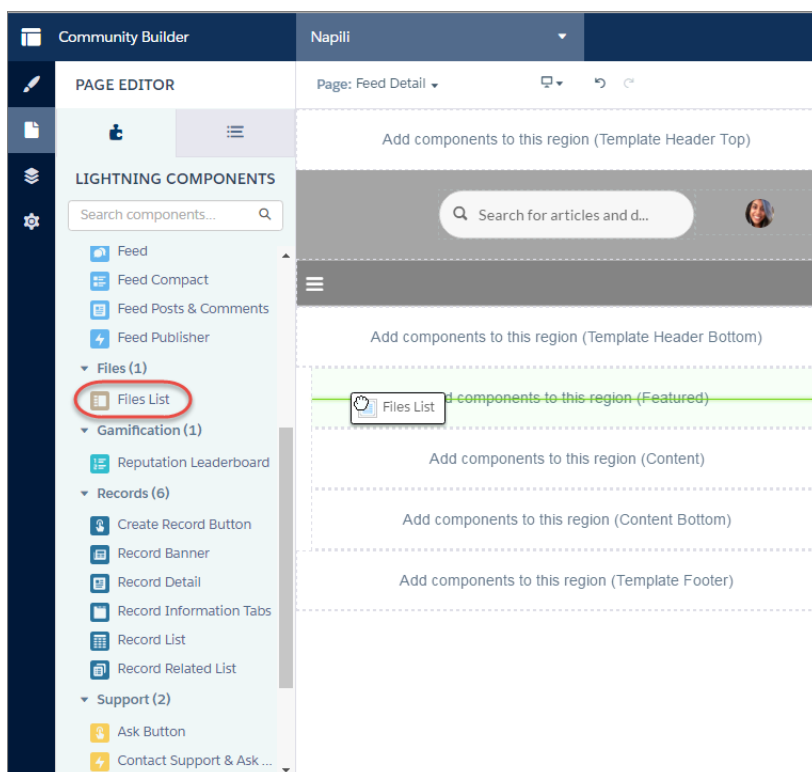 Community Builder
Napili
PAGE EDITOR
Page: Feed Detail
Add components to this region (Template Header Top)
LIGHTNING COMPONENTS
Search components...
Search for articles and d...
Feed
Feed Compact
Feed Posts & Comments
Feed Publisher
Add components to this region (Template Header Bottom)
Files (1)
Files List
Files List
d components to this region (Featured)
Gamification (1)
Reputation Leaderboard
Add components to this region (Content)
Records (6)
Create Record Button
Add components to this region (Content Bottom)
Record Banner
Record Detail
Add components to this region (Template Footer)
Record Information Tabs
Record List
Record Related List
Support (2)
Ask Button
Contact Support & Ask ...